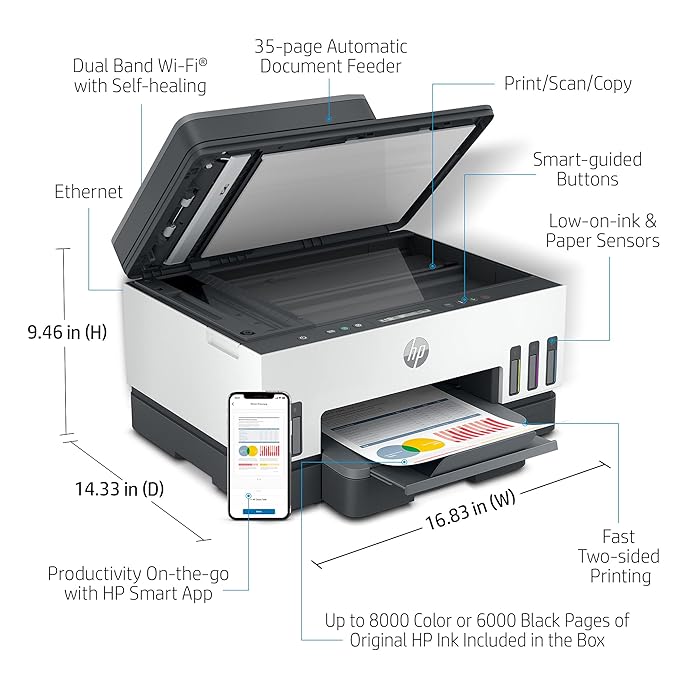 35-page Automatic
Document Feeder
Dual Band Wi-Fi®
with Self-healing
Print/Scan/Copy
Smart-guided
Buttons
Ethernet
Low-on-ink &
Paper Sensors
9.46 in (H)
hp
14.33 in (D)
16.83 in (W)
Fast
Two-sided
Printing
Productivity On-the-go
with HP Smart App
Up to 8000 Color or 6000 Black Pages of
Original HP Ink Included in the Box